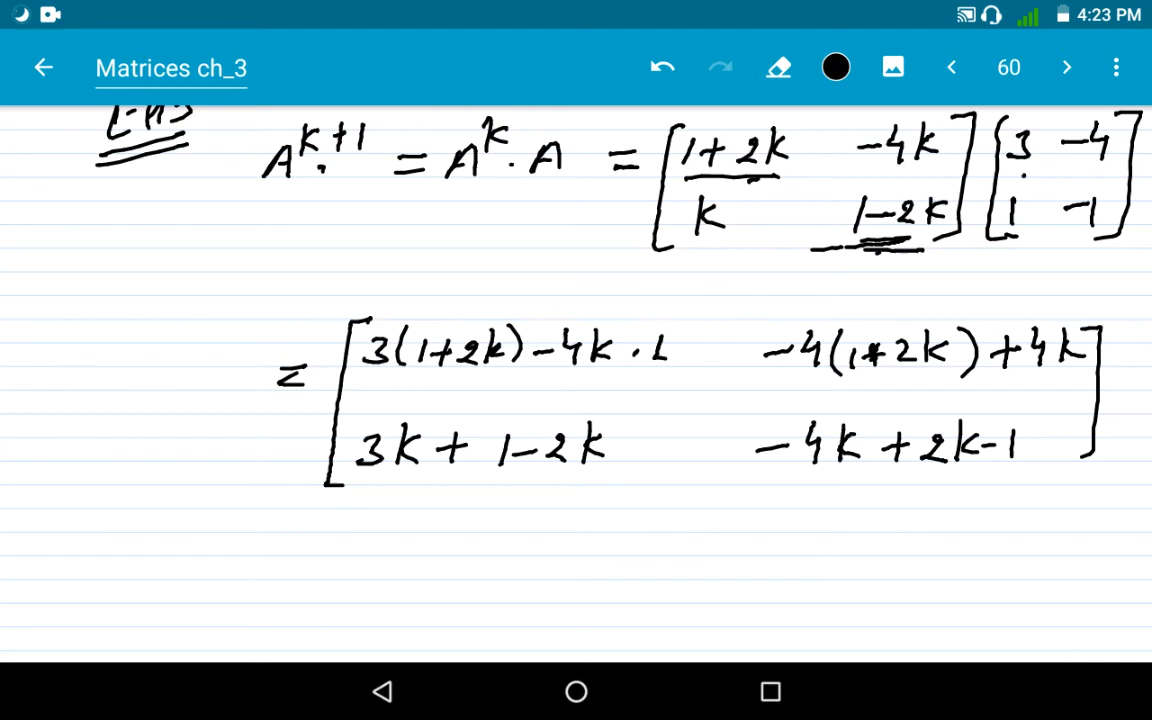 4:23 PM
Matrices ch_3 60
L.H.S
A^{k+1} = A^k . A = [1+2k -4k] [3 -4]
[k 1-2k] [1 -1]
= [3(1+2k) - 4k . 1 -4(1+2k) + 4k]
[3k + 1-2k -4k + 2k-1]